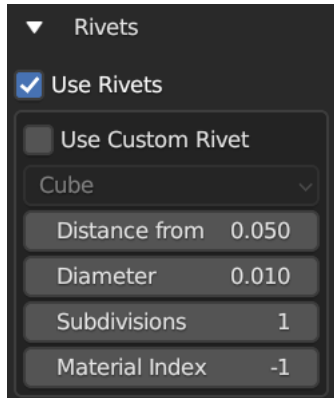 Rivets
Use Rivets
Use Custom Rivet
Cube
Distance from 0.050
Diameter 0.010
Subdivisions 1
Material Index -1